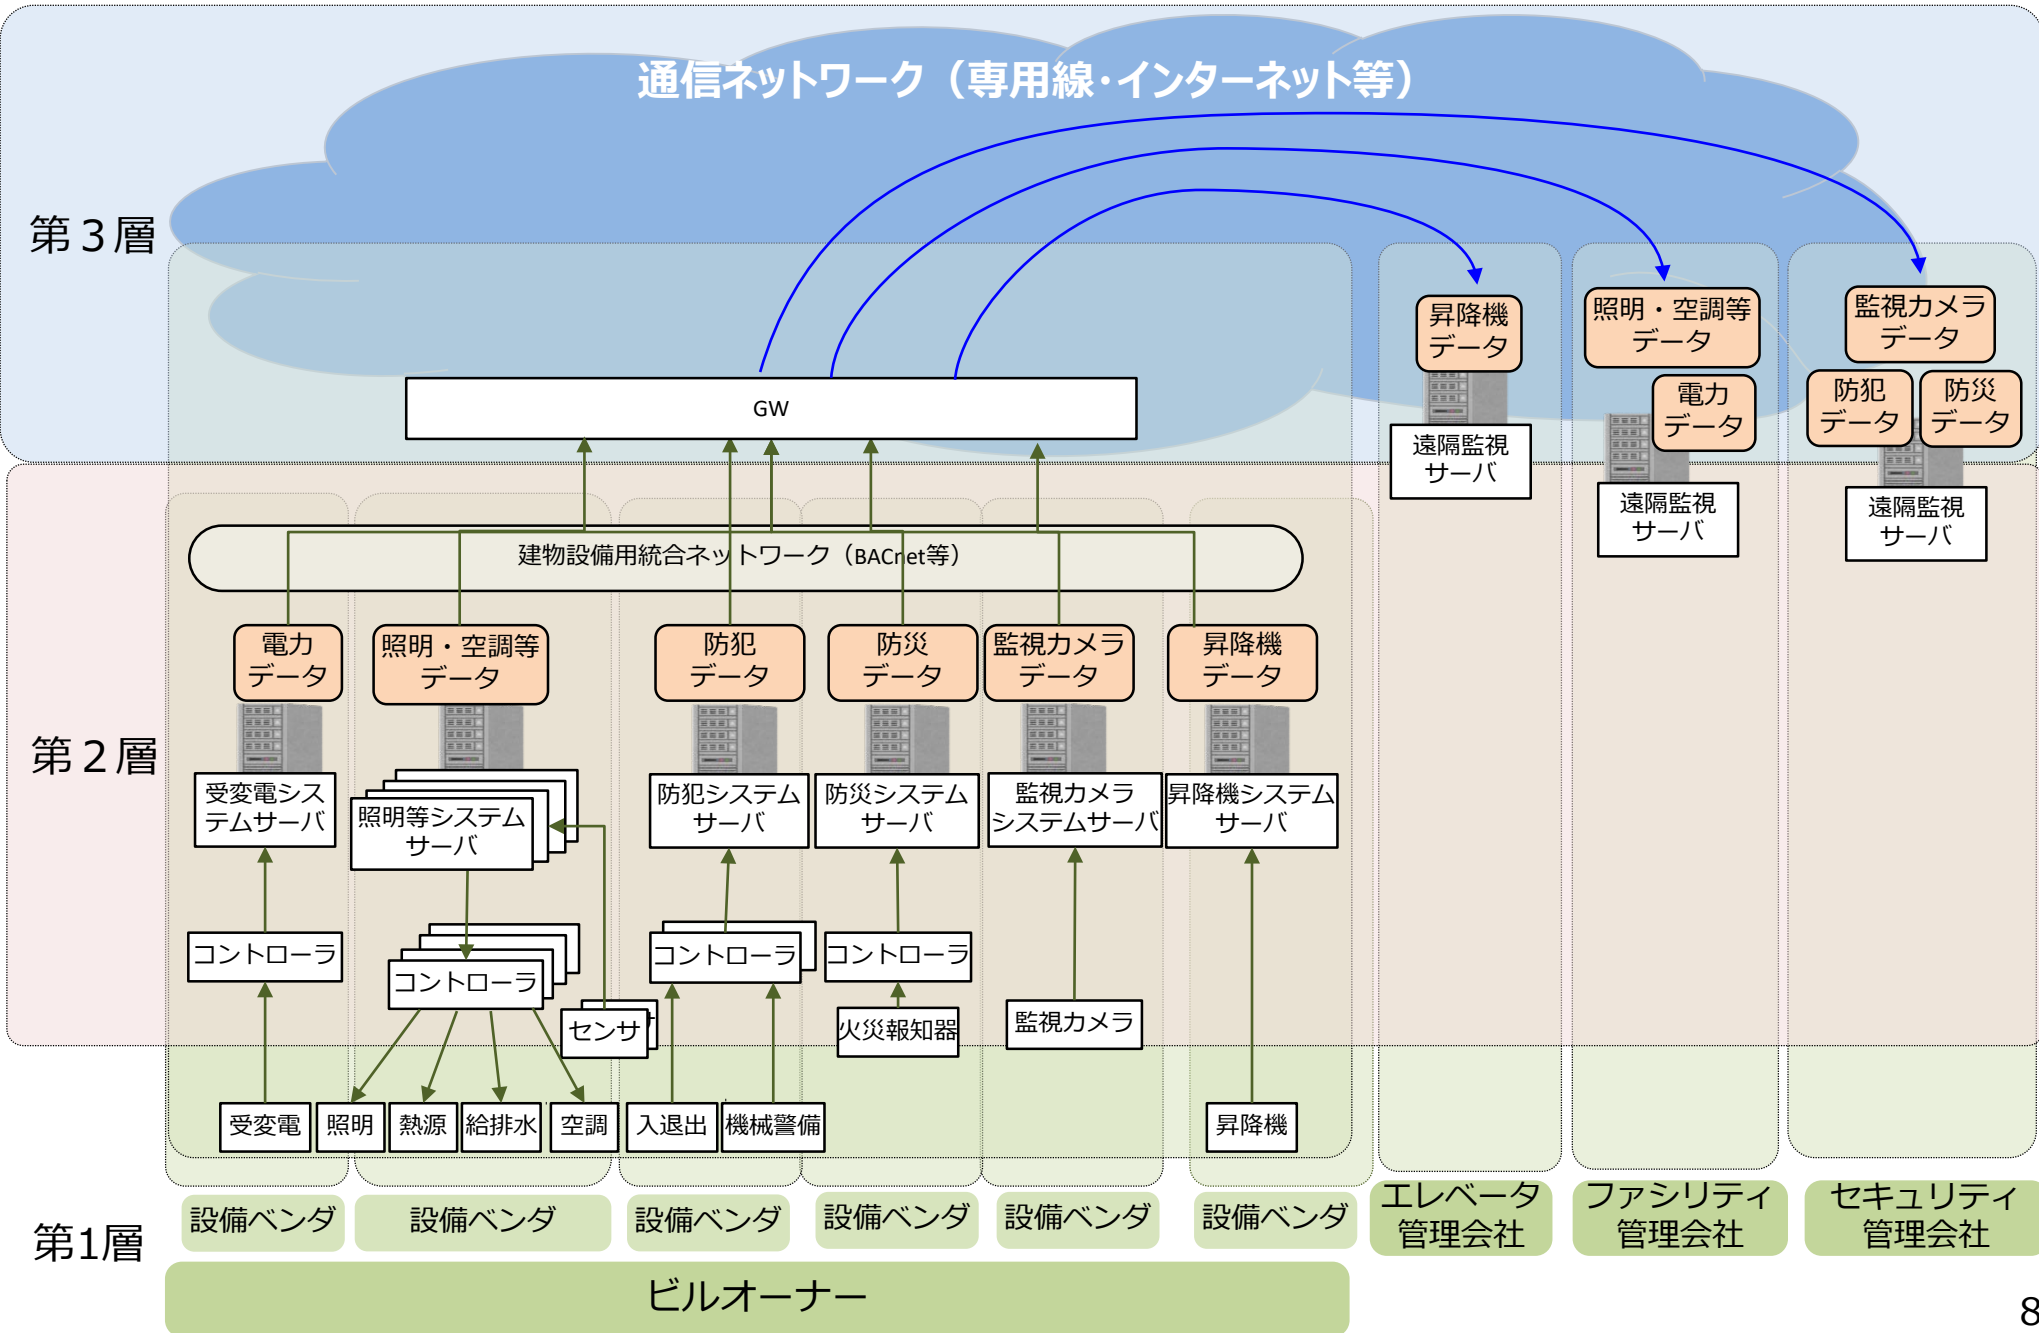 通信ネットワーク（専用線・インターネット等）
第３層
昇降機
データ
照明・空調等
データ
監視カメラ
データ
電力
データ
防犯
データ
防災
データ
GW
遠隔監視
サーバ
遠隔監視
サーバ
遠隔監視
サーバ
建物設備用統合ネットワーク（BACnet等）
第２層
電力
データ
照明・空調等
データ
防犯
データ
防災
データ
監視カメラ
データ
昇降機
データ
受変電シス
テムサーバ
照明等システム
サーバ
防犯システム
サーバ
防災システム
サーバ
監視カメラ
システムサーバ
昇降機システム
サーバ
コントローラ
コントローラ
コントローラ
コントローラ
センサ
火災報知器
監視カメラ
受変電
照明
熱源
給排水
空調
入退出
機械警備
昇降機
第1層
設備ベンダ
設備ベンダ
設備ベンダ
設備ベンダ
設備ベンダ
設備ベンダ
エレベータ
管理会社
ファシリティ
管理会社
セキュリティ
管理会社
ビルオーナー
8